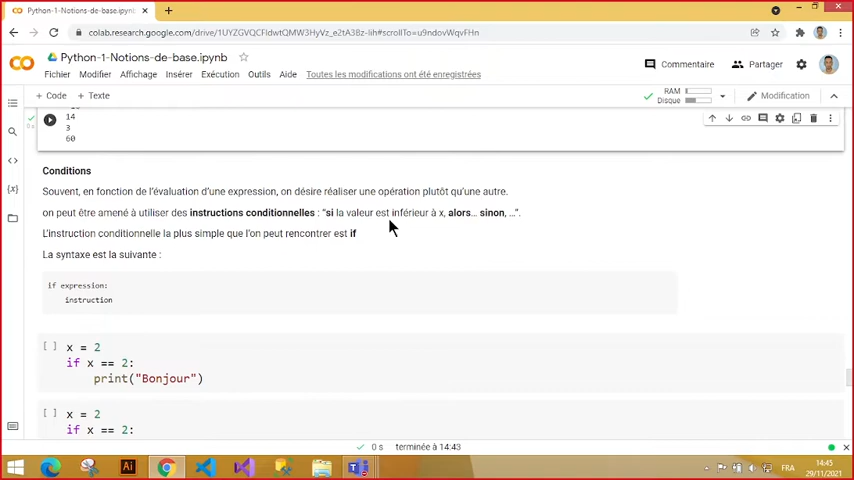 Python-1-Notions-de-base.ipynb
colab.research.google.com/drive/1UYZGVQCFIdwtQMW3HyVz_e2tA3Bz-lih#scrollTo=u9ndovWqvFHn
Python-1-Notions-de-base.ipynb
Fichier Modifier Affichage Insérer Exécution Outils Aide Toutes les modifications ont été enregistrées
Commentaire Partager
+ Code + Texte
RAM
Disque
Modification
14
3
60
0 s
Conditions
Souvent, en fonction de l'évaluation d'une expression, on désire réaliser une opération plutôt qu'une autre.
on peut être amené à utiliser des instructions conditionnelles : "si la valeur est inférieur à x, alors... sinon, ...".
L'instruction conditionnelle la plus simple que l'on peut rencontrer est if
La syntaxe est la suivante :
if expression:
instruction
[ ] x = 2
if x == 2:
print("Bonjour")
[ ] x = 2
if x == 2:
0 s terminée à 14:43
Ai
FRA
14:45
29/11/2021